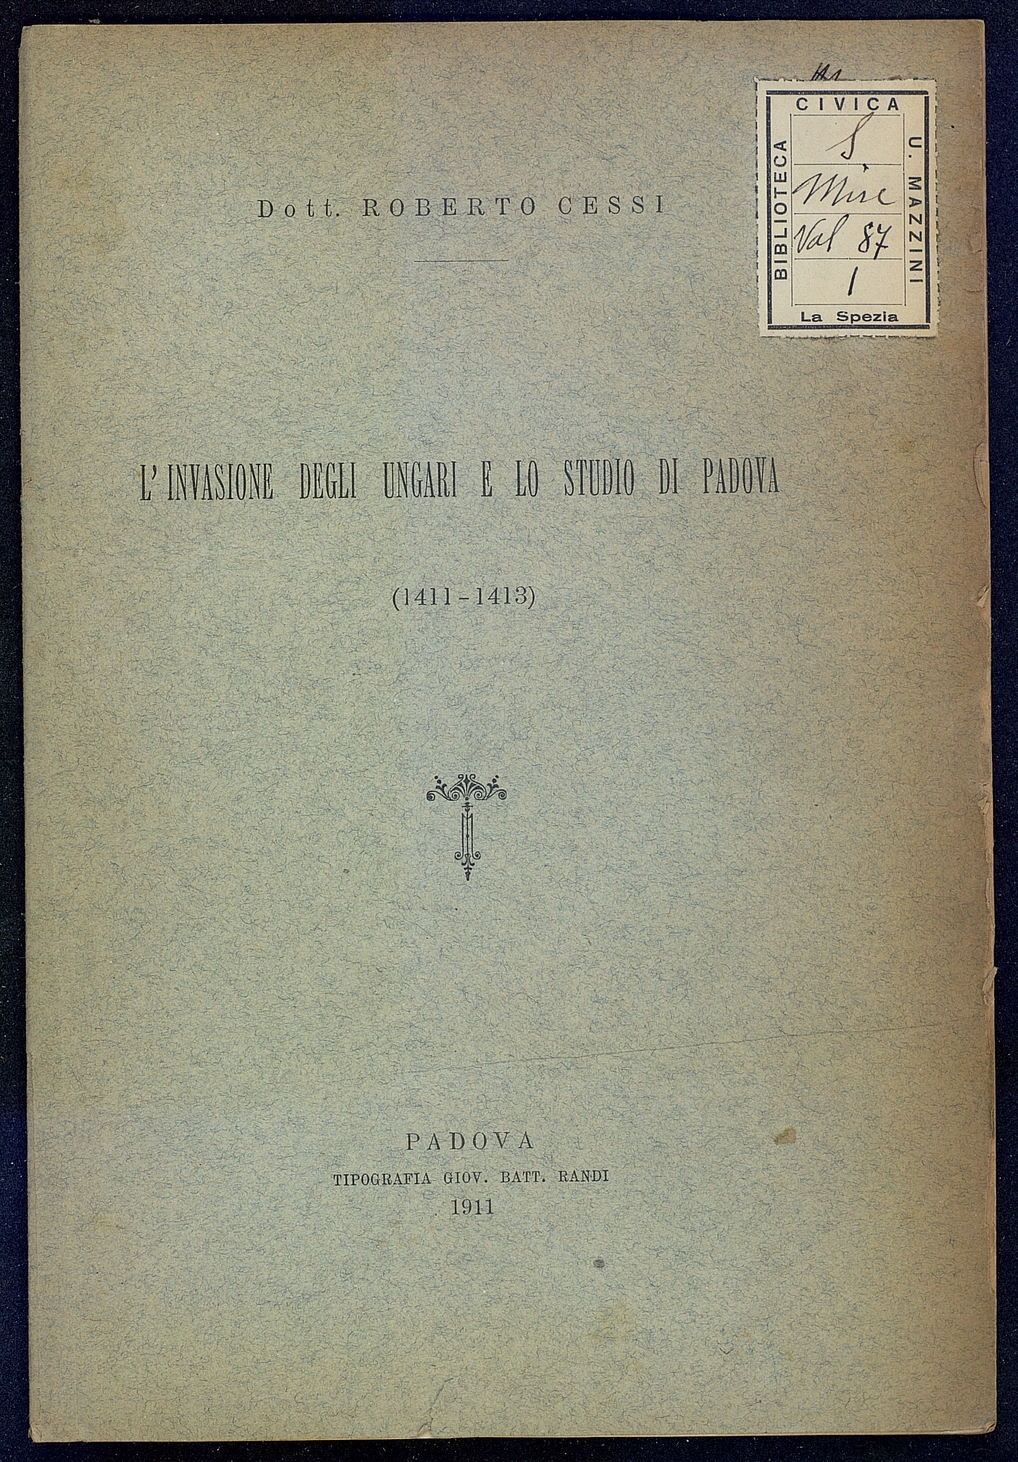 CIVICA
BIBLIOTECA
U. MAZZINI
S.
Misc
Vol 87
1
La Spezia
Dott. ROBERTO CESSI
L' INVASIONE DEGLI UNGARI E LO STUDIO DI PADOVA
(1411-1413)
PADOVA
TIPOGRAFIA GIOV. BATT. RANDI
1911